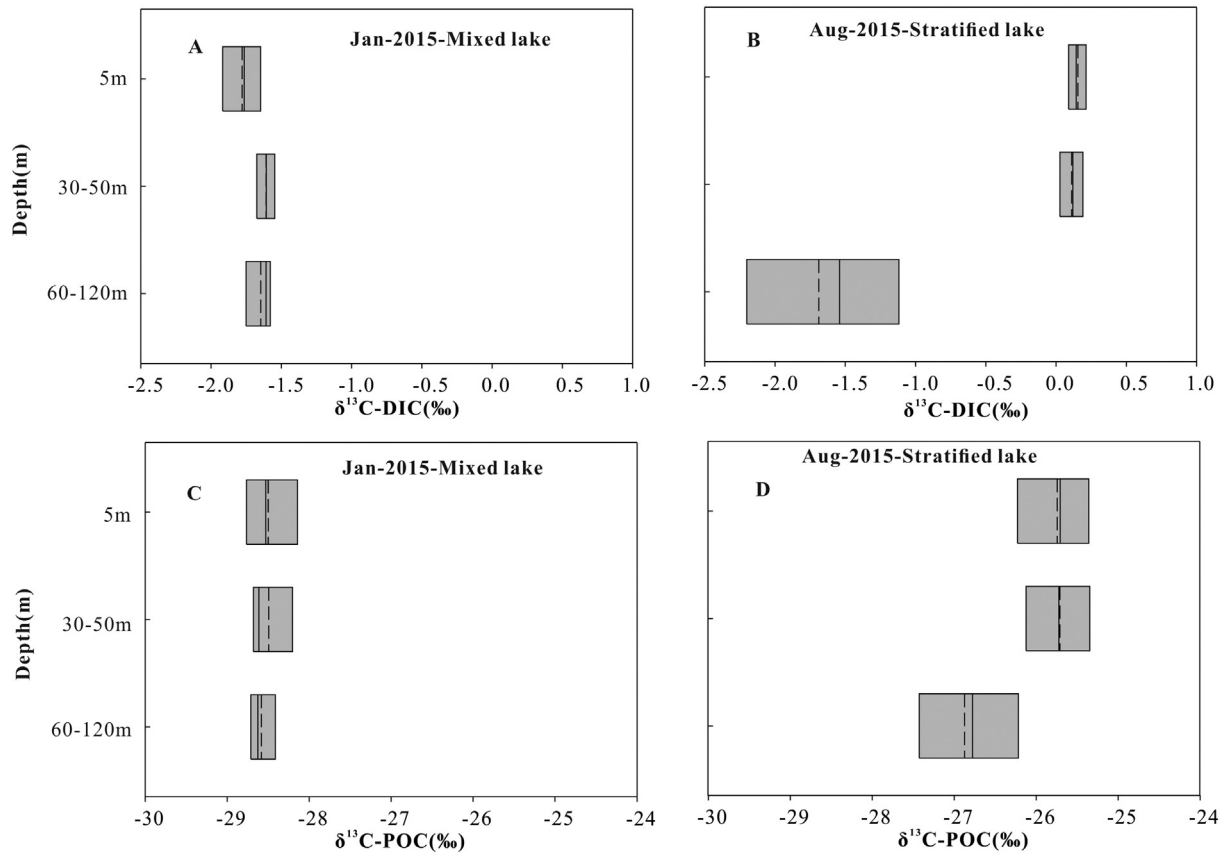 A
Jan-2015-Mixed lake
Depth(m)
5m
30-50m
60-120m
-2.5 -2.0 -1.5 -1.0 -0.5 0.0 0.5 1.0
δ¹³C-DIC(‰)
B
Aug-2015-Stratified lake
-2.5 -2.0 -1.5 -1.0 -0.5 0.0 0.5 1.0
δ¹³C-DIC(‰)
C
Jan-2015-Mixed lake
Depth(m)
5m
30-50m
60-120m
-30 -29 -28 -27 -26 -25 -24
δ¹³C-POC(‰)
D
Aug-2015-Stratified lake
-30 -29 -28 -27 -26 -25 -24
δ¹³C-POC(‰)